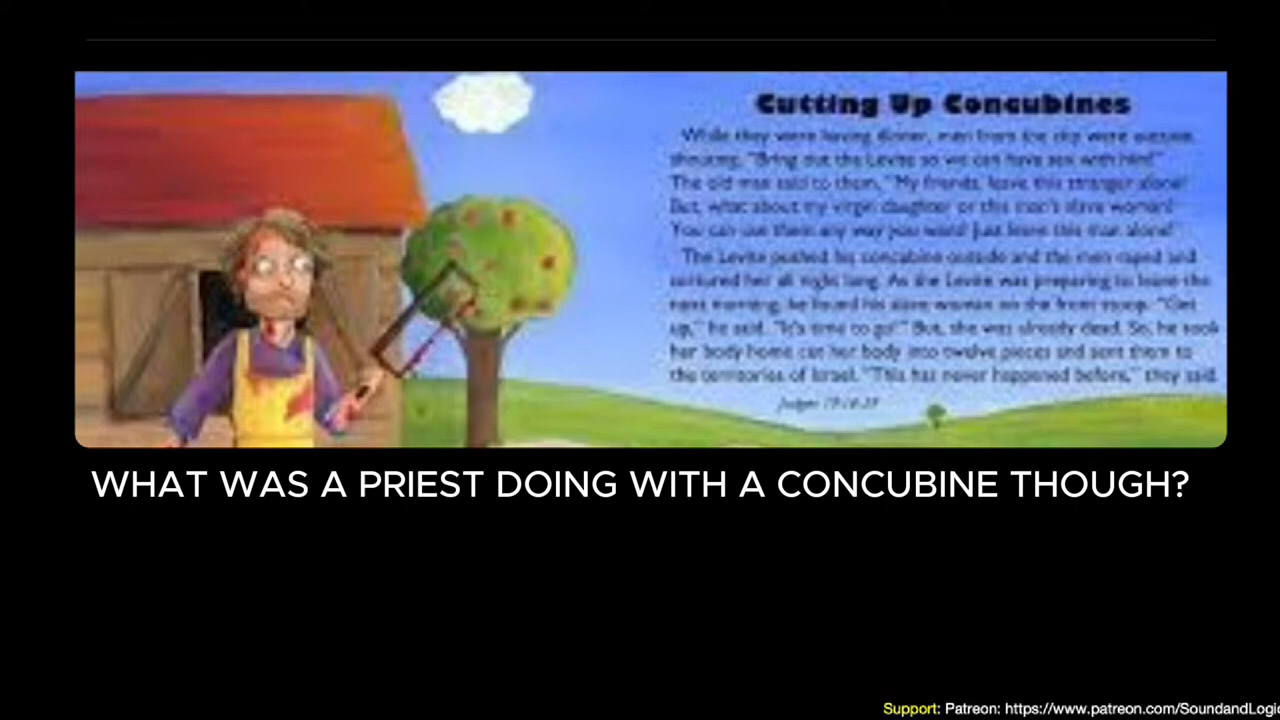 Cutting Up Concubines
While they were having dinner, men from the city were outside
shouting, "Bring out the Levite so we can have sex with him!"
The old man said to them, "My friends, leave this stranger alone!
But, what about my virgin daughter or this man's slave woman?
You can use them any way you want! Just leave this man alone!
The Levite pushed his concubine outside and the men raped and
tortured her all night long. As the Levite was preparing to leave the
next morning, he found his slave woman on the front stoop. "Get
up," he said. "It's time to go!" But, she was already dead. So, he took
her body home cut her body into twelve pieces and sent them to
the territories of Israel. "This has never happened before," they said.
Judges
WHAT WAS A PRIEST DOING WITH A CONCUBINE THOUGH?
Support: Patreon: https://www.patreon.com/SoundandLogic